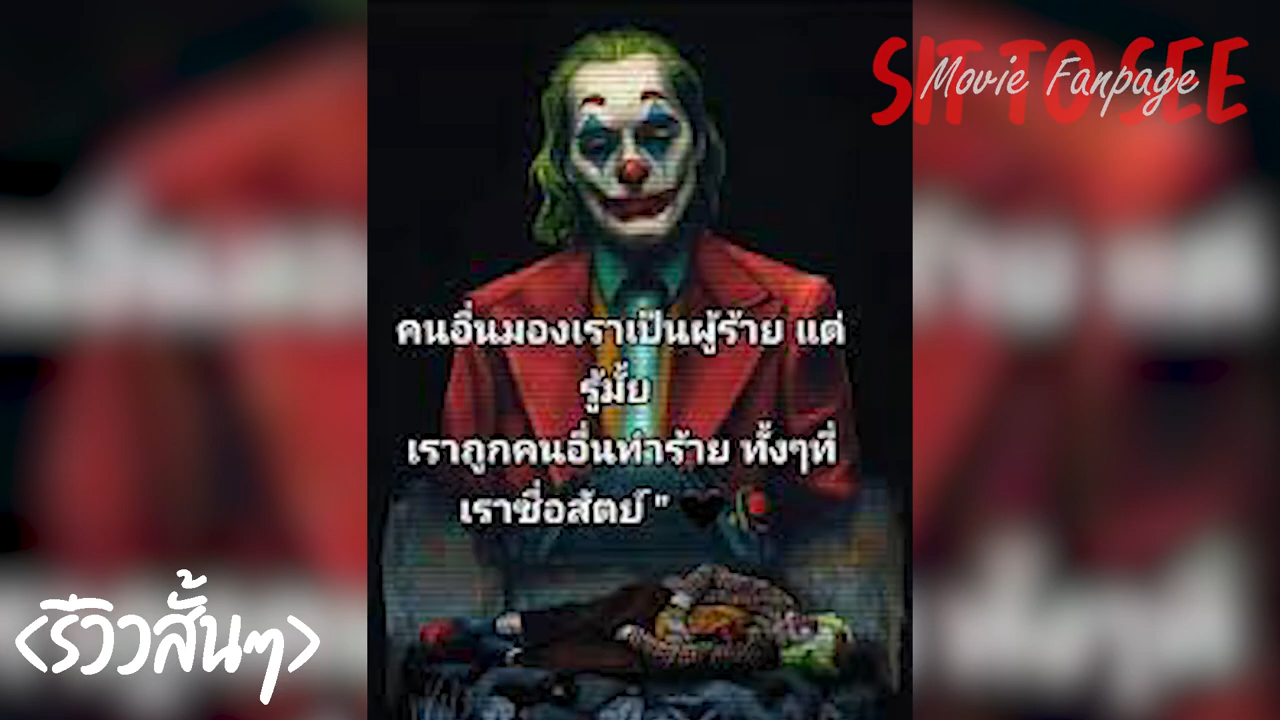 SIT TO SEE
Movie Fanpage
คนอื่นมองเราเป็นผู้ร้าย แต่
รู้มั้ย
เราถูกคนอื่นทำร้าย ทั้งๆที่
เราซื่อสัตย์ "
<รีวิวสั้นๆ>